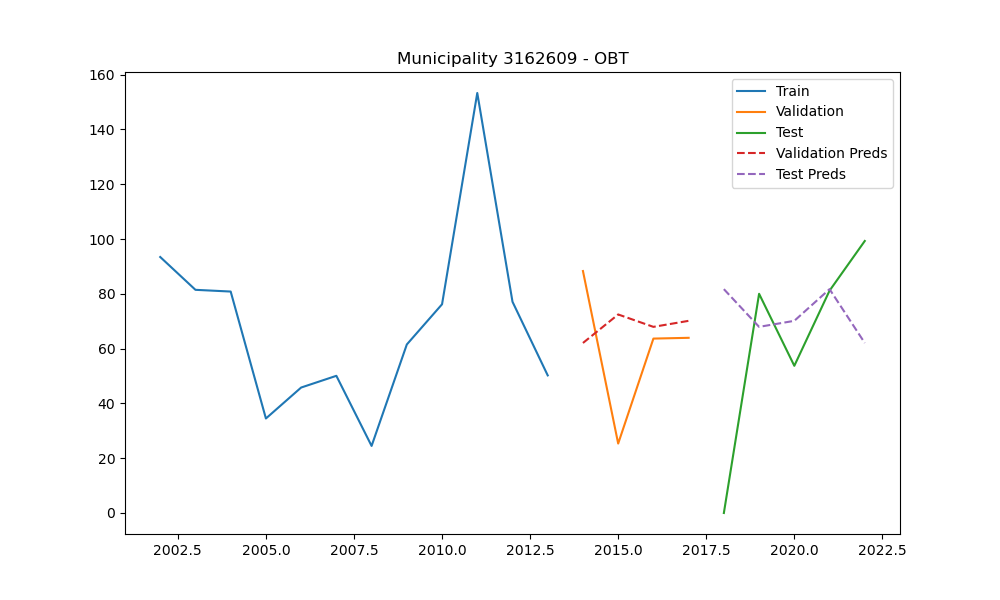 Municipality 3162609 - OBT
160
140
120
100
80
60
40
20
0
2002.5 2005.0 2007.5 2010.0 2012.5 2015.0 2017.5 2020.0 2022.5
Train
Validation
Test
Validation Preds
Test Preds